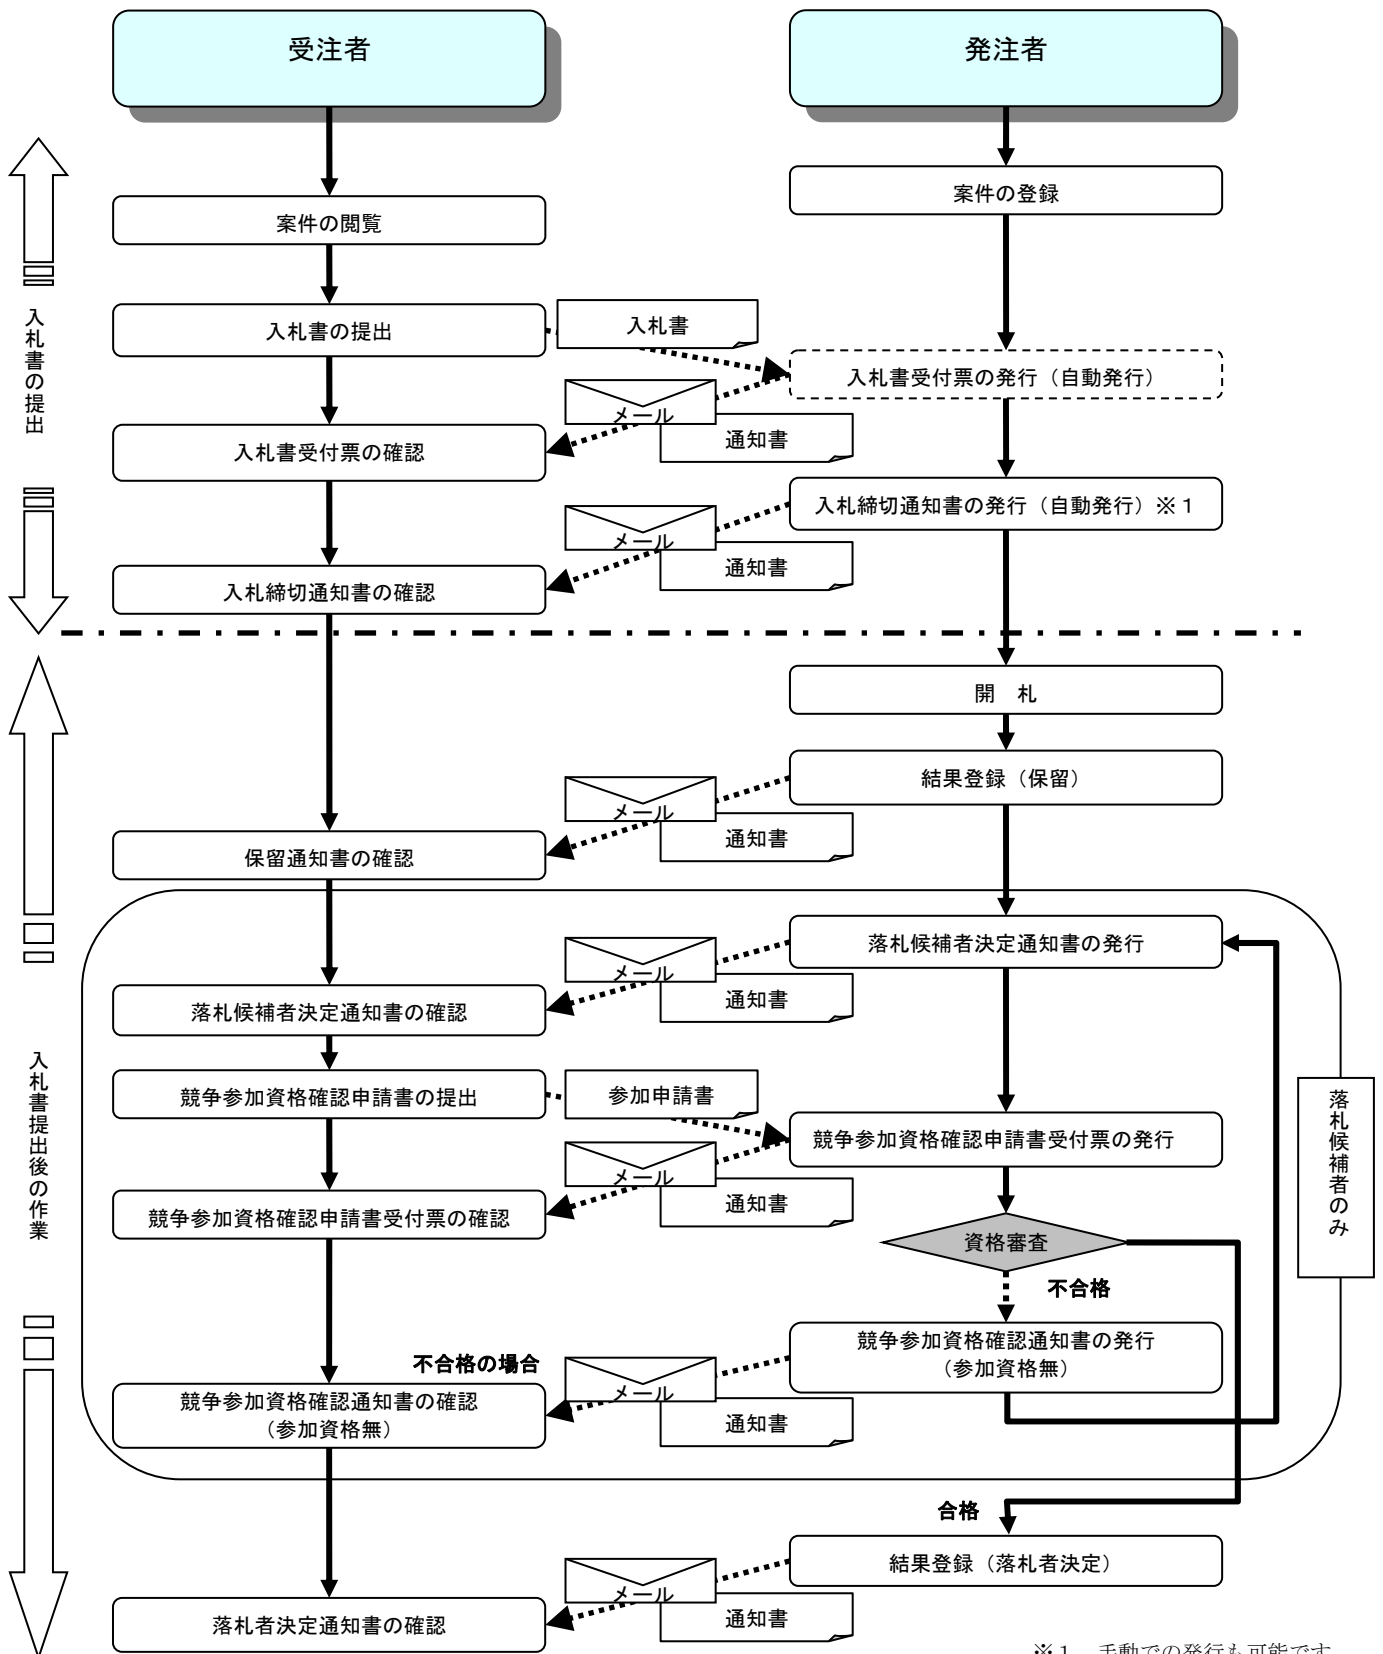 受注者
発注者
案件の登録
案件の閲覧
入札書の提出
入札書の提出
入札書
入札書受付票の発行（自動発行）
メール
通知書
入札書受付票の確認
入札締切通知書の発行（自動発行）※１
メール
通知書
入札締切通知書の確認
開　札
結果登録（保留）
メール
通知書
保留通知書の確認
落札候補者決定通知書の発行
メール
通知書
落札候補者決定通知書の確認
入札書提出後の作業
競争参加資格確認申請書の提出
参加申請書
競争参加資格確認申請書受付票の発行
落札候補者のみ
メール
通知書
競争参加資格確認申請書受付票の確認
資格審査
不合格
競争参加資格確認通知書の発行
（参加資格無）
不合格の場合
メール
通知書
競争参加資格確認通知書の確認
（参加資格無）
合格
結果登録（落札者決定）
メール
通知書
落札者決定通知書の確認
※１　手動での発行も可能です